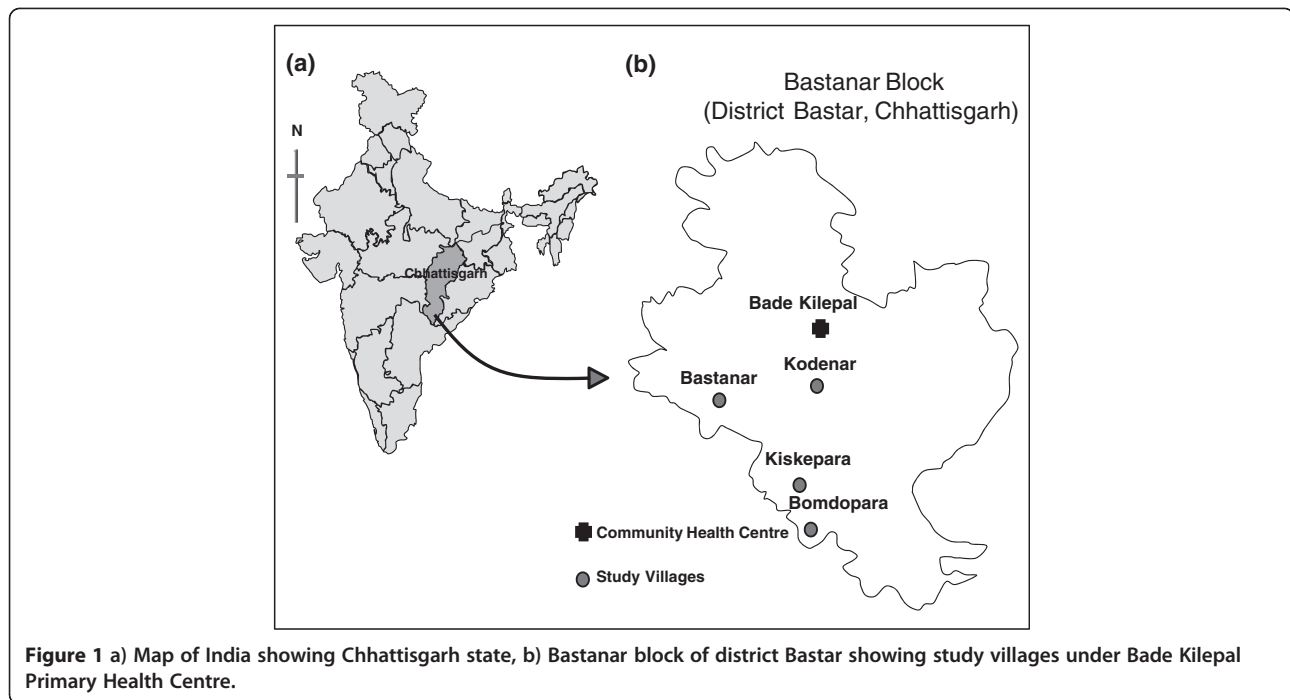 (a)
N
Chhattisgarh
(b)
Bastanar Block
(District Bastar, Chhattisgarh)
Bade Kilepal
Kodenar
Bastanar
Kiskepara
Bomdopara
Community Health Centre
Study Villages
Figure 1 a) Map of India showing Chhattisgarh state, b) Bastanar block of district Bastar showing study villages under Bade Kilepal
Primary Health Centre.